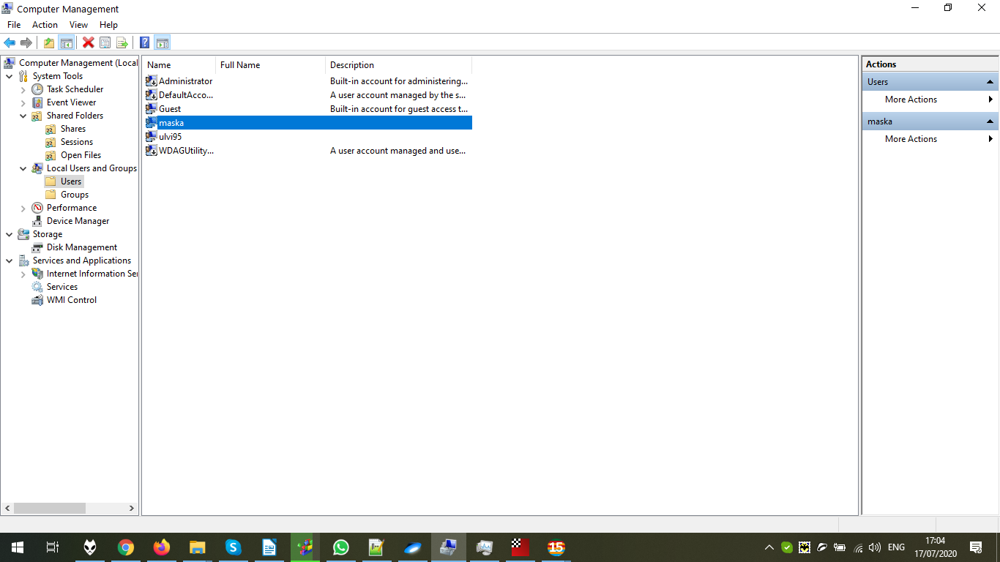 Computer Management
File Action View Help
Computer Management (Local
System Tools
Task Scheduler
Event Viewer
Shared Folders
Shares
Sessions
Open Files
Local Users and Groups
Users
Groups
Performance
Device Manager
Storage
Disk Management
Services and Applications
Internet Information Ser
Services
WMI Control
Name Full Name Description
Administrator Built-in account for administering...
DefaultAcco... A user account managed by the s...
Guest Built-in account for guest access t...
maska
ulvi95
WDAGUtility... A user account managed and use...
Actions
Users
More Actions
maska
More Actions
15
ENG
17:04
17/07/2020